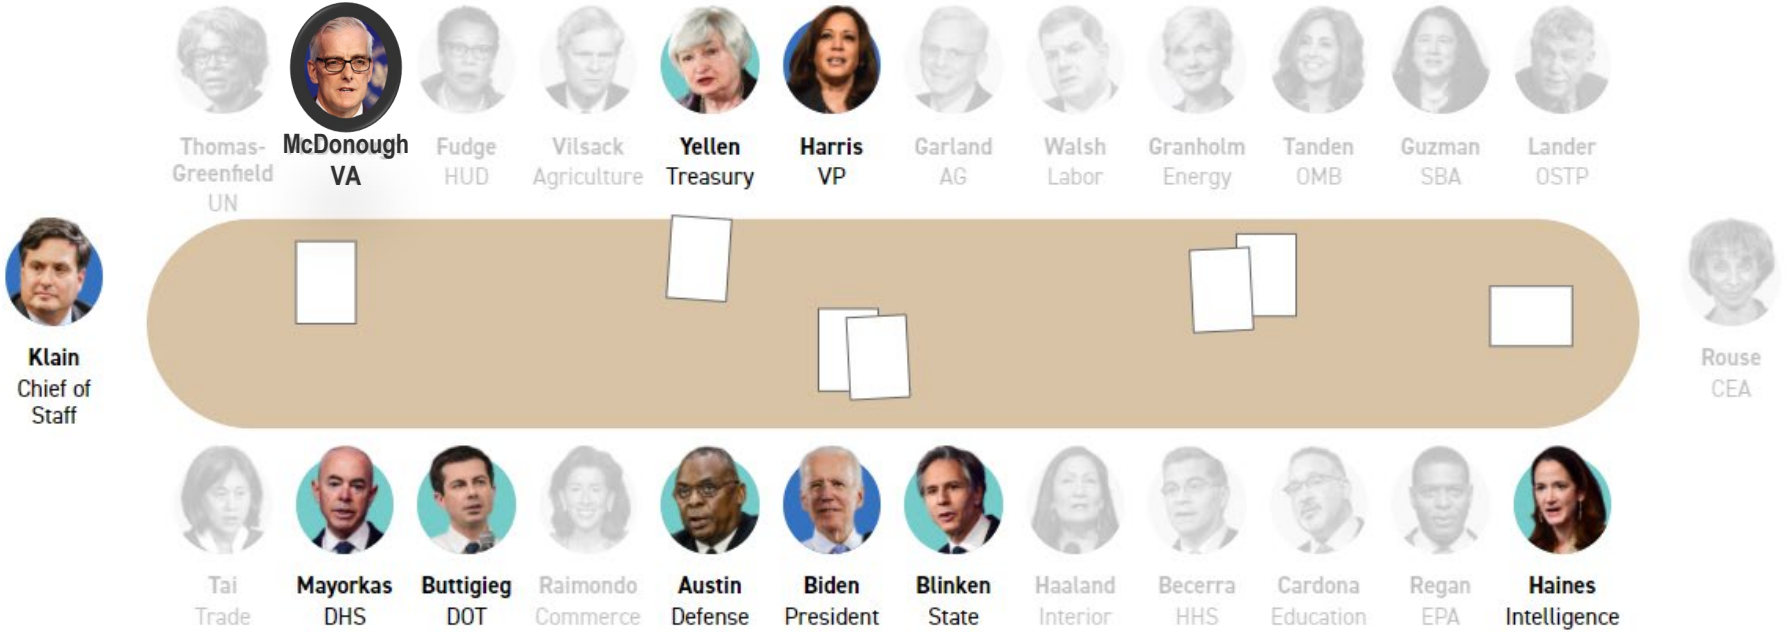 Thomas-
Greenfield
UN
McDonough
VA
Fudge
HUD
Vilsack
Agriculture
Yellen
Treasury
Harris
VP
Garland
AG
Walsh
Labor
Granholm
Energy
Tanden
OMB
Guzman
SBA
Lander
OSTP
Klain
Chief of
Staff
Rouse
CEA
Tai
Trade
Mayorkas
DHS
Buttigieg
DOT
Raimondo
Commerce
Austin
Defense
Biden
President
Blinken
State
Haaland
Interior
Becerra
HHS
Cardona
Education
Regan
EPA
Haines
Intelligence